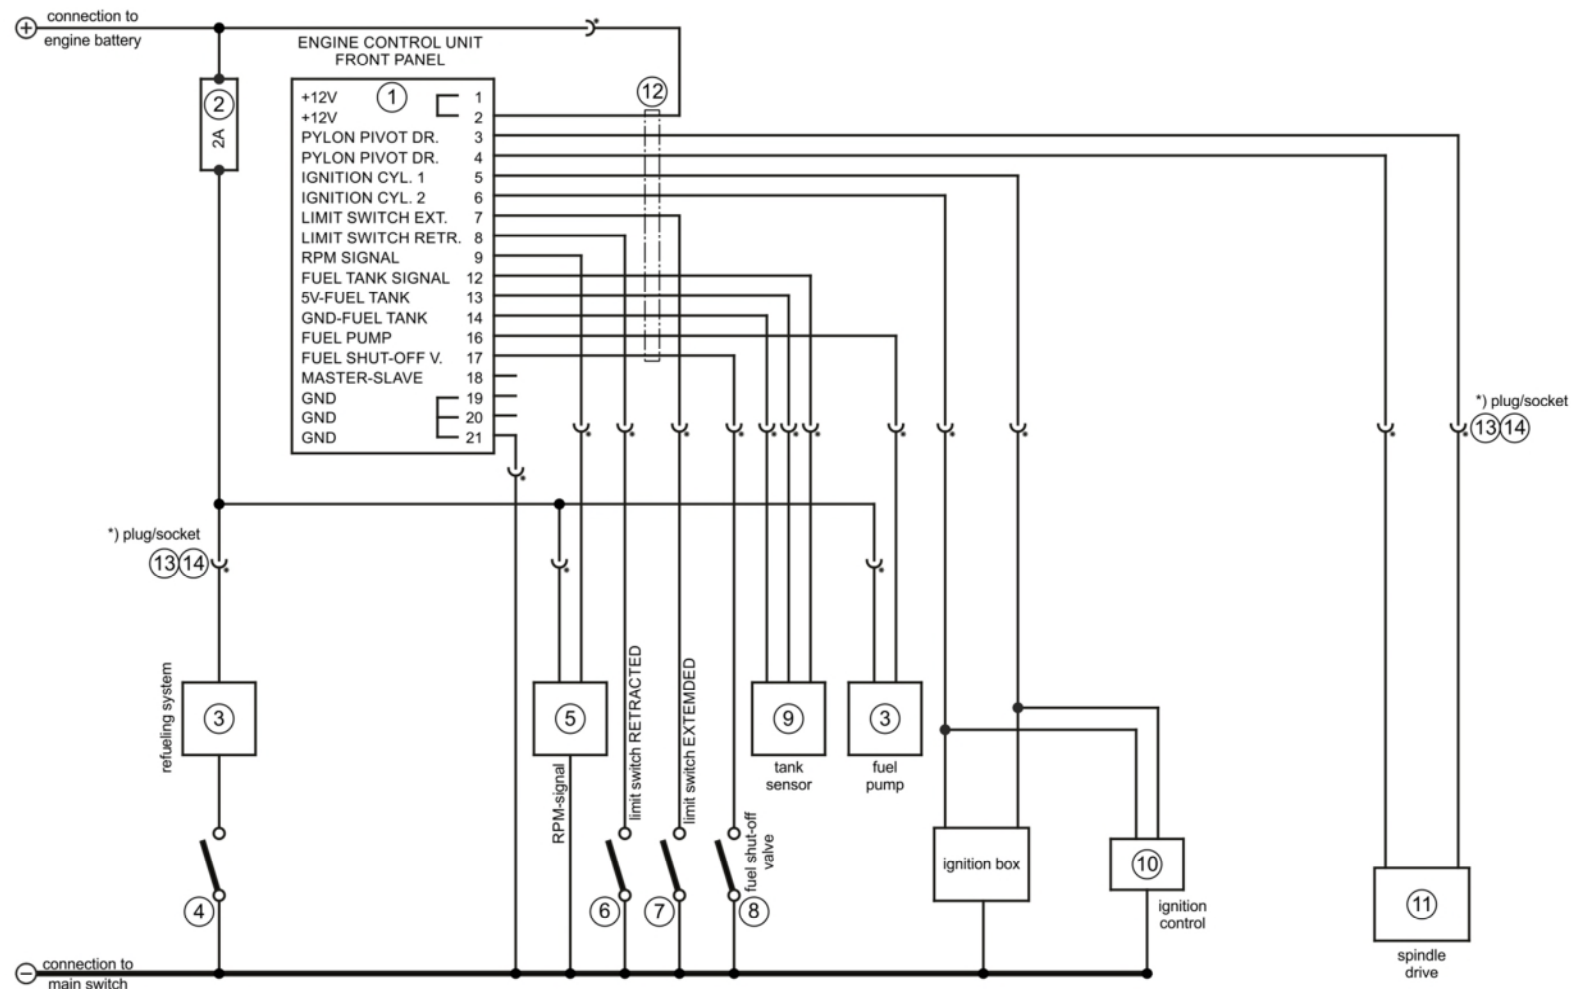 +
connection to
engine battery
*
ENGINE CONTROL UNIT
FRONT PANEL
1
2
2A
12
+12V 1
+12V 2
PYLON PIVOT DR. 3
PYLON PIVOT DR. 4
IGNITION CYL. 1 5
IGNITION CYL. 2 6
LIMIT SWITCH EXT. 7
LIMIT SWITCH RETR. 8
RPM SIGNAL 9
FUEL TANK SIGNAL 12
5V-FUEL TANK 13
GND-FUEL TANK 14
FUEL PUMP 16
FUEL SHUT-OFF V. 17
MASTER-SLAVE 18
GND 19
GND 20
GND 21
* * * * * * * * * * * *
*) plug/socket
13 14
*
*) plug/socket
13 14
* * *
refueling system
3
5
RPM-signal
limit switch RETRACTED
limit switch EXTEMDED
fuel shut-off
valve
9
tank
sensor
3
fuel
pump
4
6
7
8
ignition box
10
ignition
control
11
spindle
drive
−
connection to
main switch